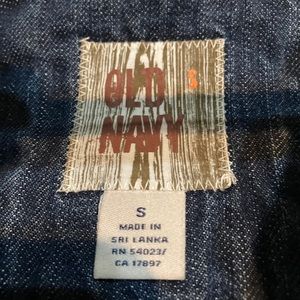 OLD
NAVY
S
MADE IN
SRI LANKA
RN 54023/
CA 17897